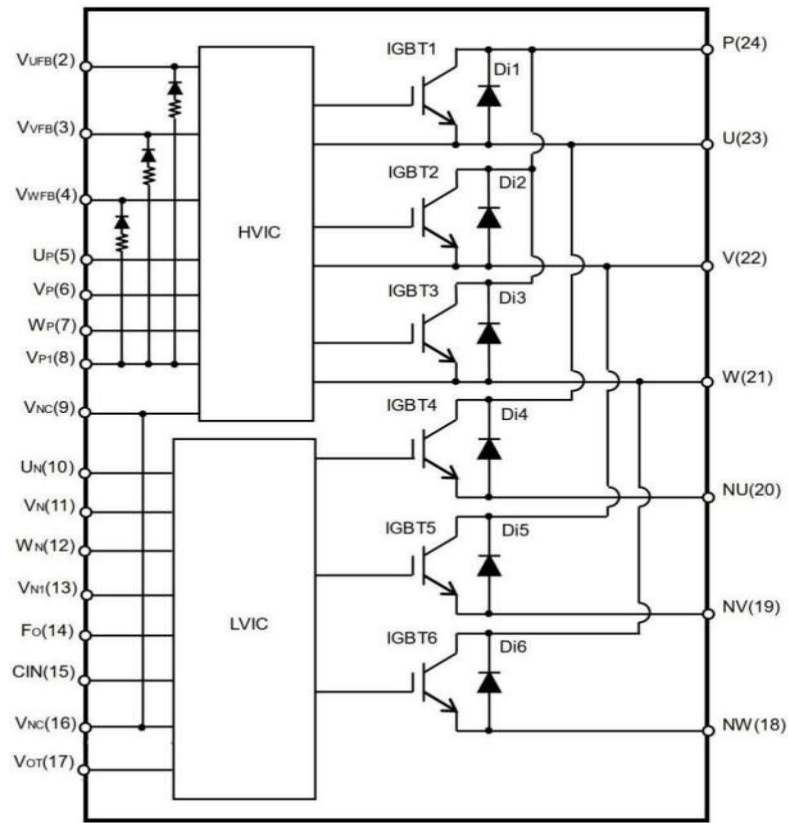 VUFB(2)
VVFB(3)
VWFB(4)
UP(5)
VP(6)
WP(7)
VP1(8)
VNC(9)
UN(10)
VN(11)
WN(12)
VN1(13)
FO(14)
CIN(15)
VNC(16)
VOT(17)
HVIC
LVIC
IGBT1
Di1
IGBT2
Di2
IGBT3
Di3
IGBT4
Di4
IGBT5
Di5
IGBT6
Di6
P(24)
U(23)
V(22)
W(21)
NU(20)
NV(19)
NW(18)